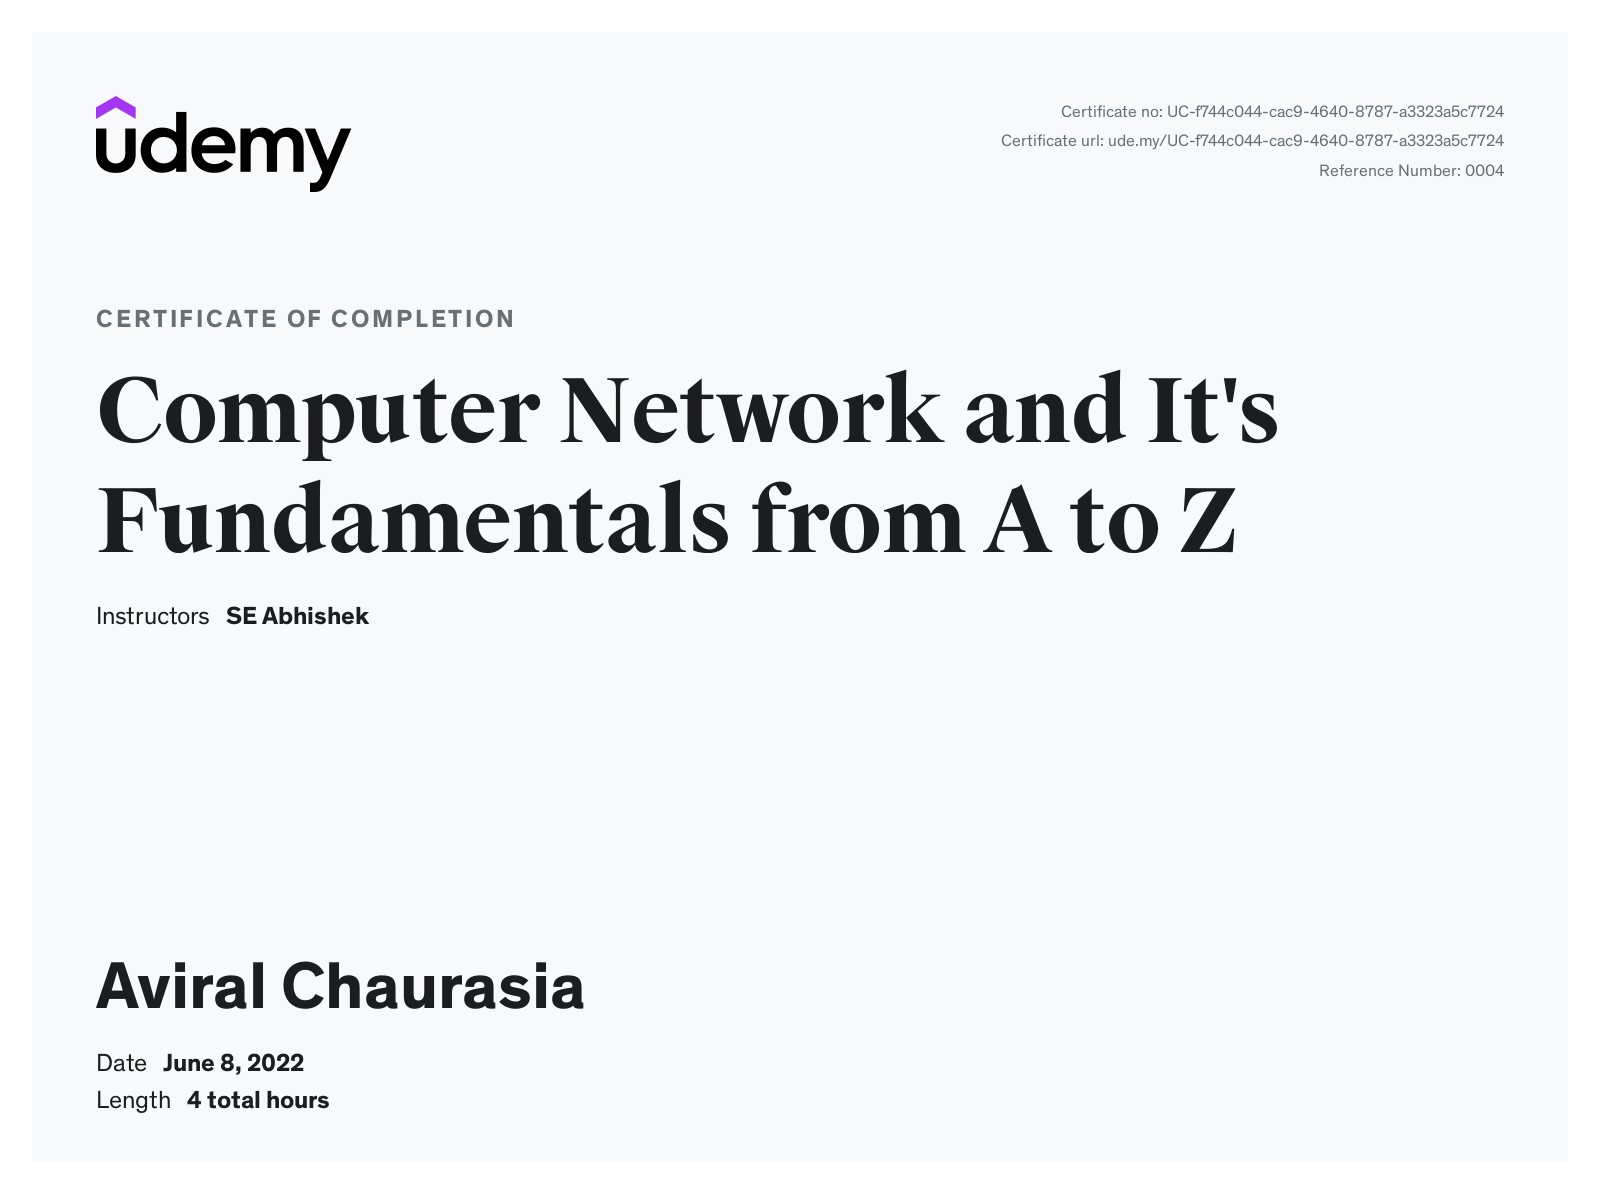 udemy
Certificate no: UC-f744c044-cac9-4640-8787-a3323a5c7724
Certificate url: ude.my/UC-f744c044-cac9-4640-8787-a3323a5c7724
Reference Number: 0004
CERTIFICATE OF COMPLETION
Computer Network and It's
Fundamentals from A to Z
Instructors SE Abhishek
Aviral Chaurasia
Date June 8, 2022
Length 4 total hours